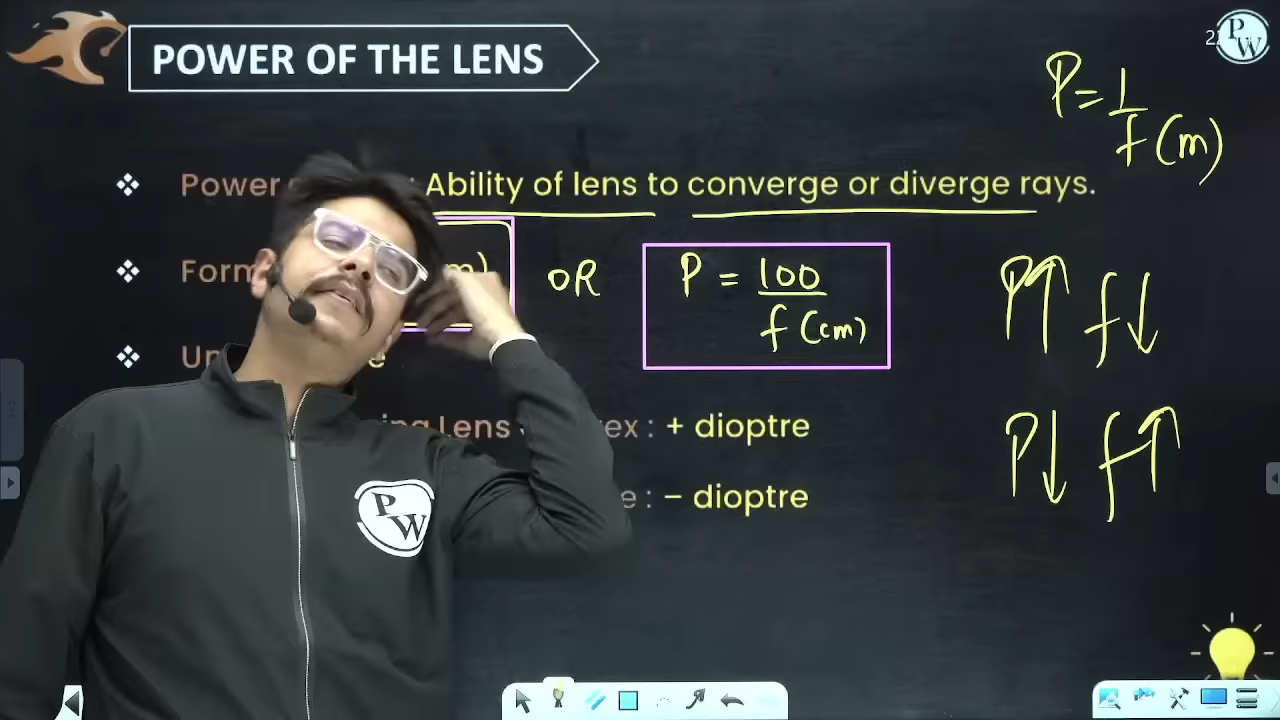 POWER OF THE LENS
P = 1/f (m)
Power : Ability of lens to converge or diverge rays.
Form m) OR P = 100/f (cm)
P↑ f↓
Un e
ing Lens ex : + dioptre
P↓ f↑
e : – dioptre
PW
PW